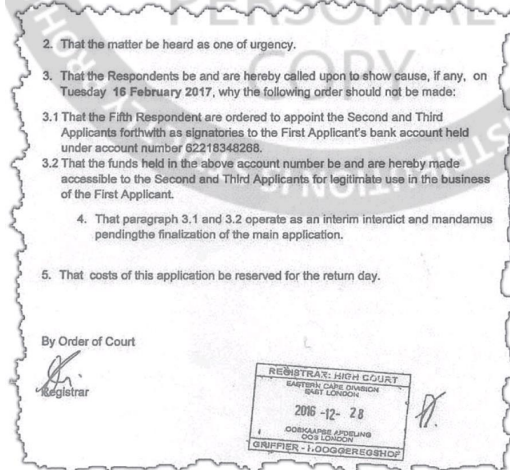 PERSONAL
COPY
2. That the matter be heard as one of urgency.
3. That the Respondents be and are hereby called upon to show cause, if any, on
Tuesday 16 February 2017, why the following order should not be made:
3.1 That the Fifth Respondent are ordered to appoint the Second and Third
Applicants forthwith as signatories to the First Applicant's bank account held
under account number 62218348268.
3.2 That the funds held in the above account number be and are hereby made
accessible to the Second and Third Applicants for legitimate use in the business
of the First Applicant.
4. That paragraph 3.1 and 3.2 operate as an interim interdict and mandamus
pendingthe finalization of the main application.
5. That costs of this application be reserved for the return day.
By Order of Court
Registrar
REGISTRAR: HIGH COURT
EASTERN CAPE DIVISION
EAST LONDON
2016 -12- 28
OOSKAAPSE AFDELING
OOS LONDON
GRIFFIER - HOOGGEREGSHOF